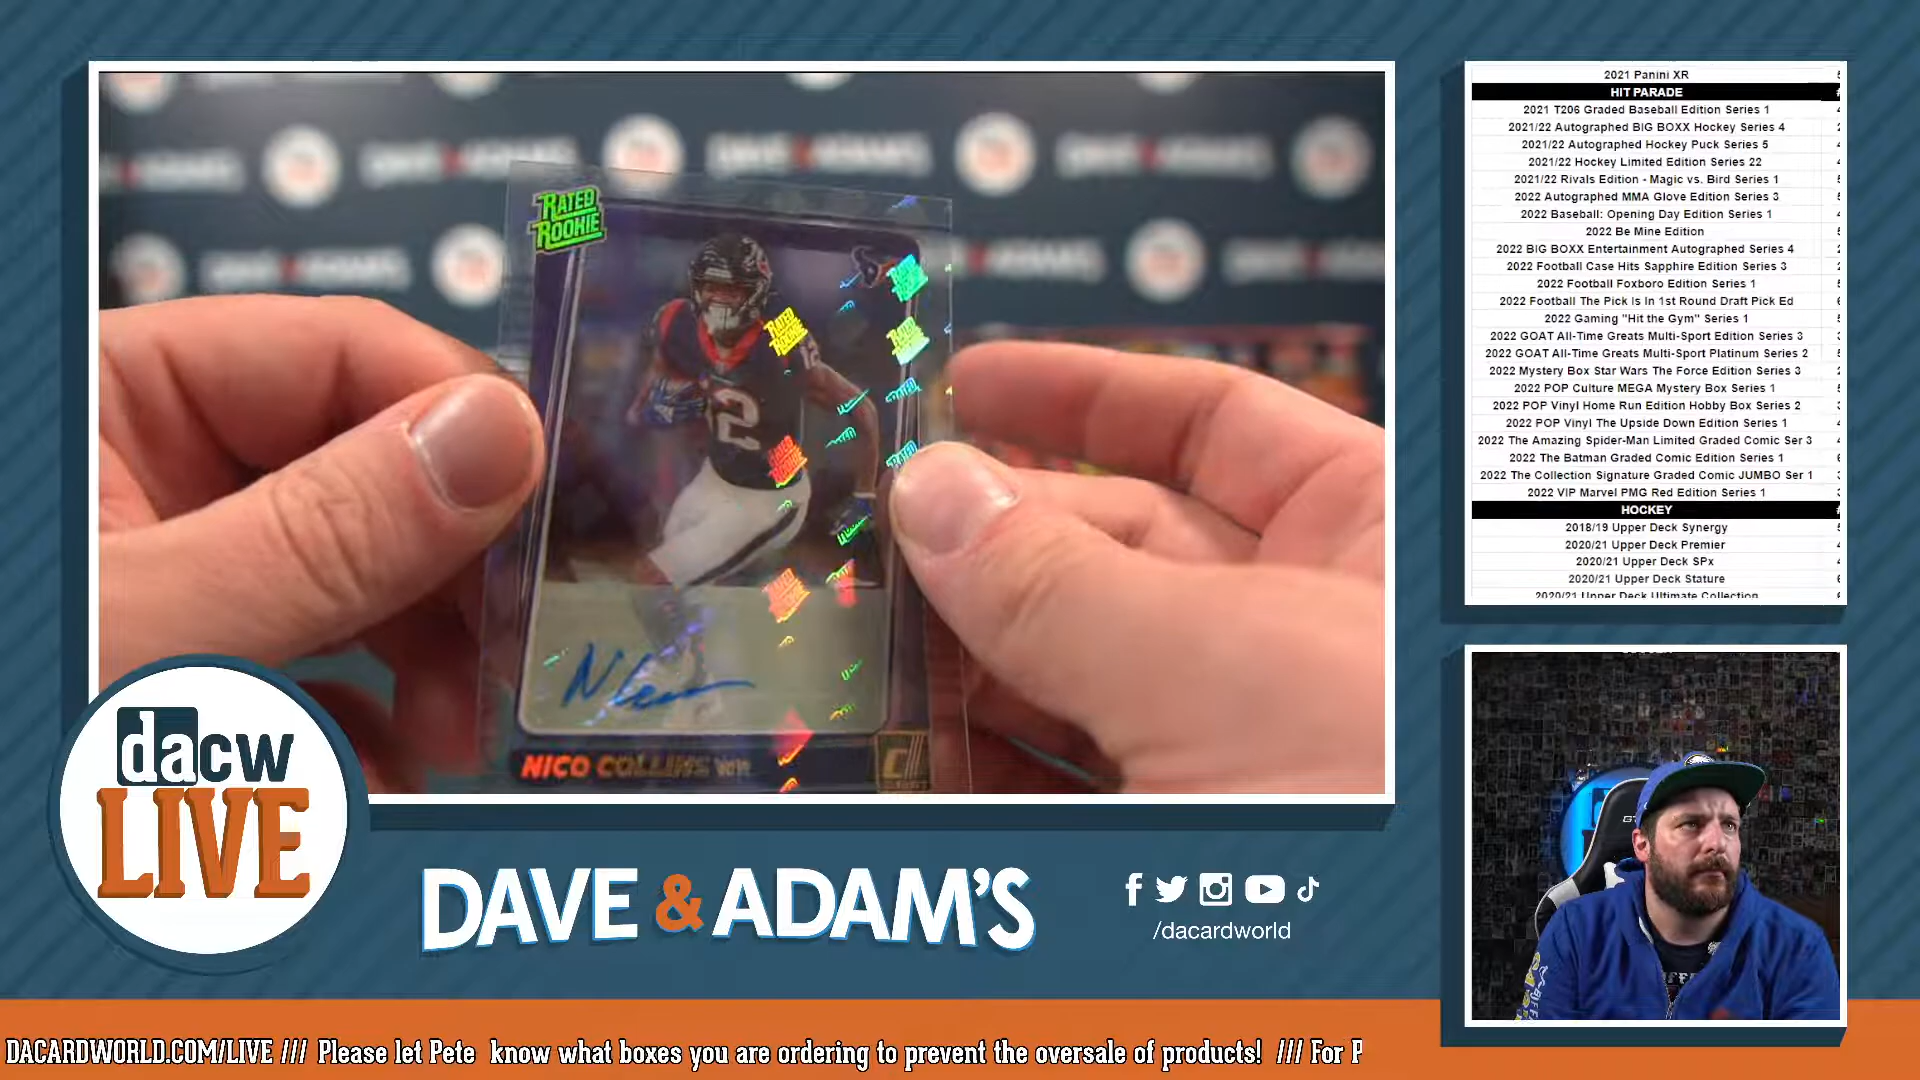 2021 Panini XR
HIT PARADE
2021 T206 Graded Baseball Edition Series 1
2021/22 Autographed BIG BOXX Hockey Series 4
2021/22 Autographed Hockey Puck Series 5
2021/22 Hockey Limited Edition Series 22
2021/22 Rivals Edition - Magic vs. Bird Series 1
2022 Autographed MMA Glove Edition Series 3
2022 Baseball: Opening Day Edition Series 1
2022 Be Mine Edition
2022 BIG BOXX Entertainment Autographed Series 4
2022 Football Case Hits Sapphire Edition Series 3
2022 Football Foxboro Edition Series 1
2022 Football The Pick Is In 1st Round Draft Pick Ed
2022 Gaming "Hit the Gym" Series 1
2022 GOAT All-Time Greats Multi-Sport Edition Series 3
2022 GOAT All-Time Greats Multi-Sport Platinum Series 2
2022 Mystery Box Star Wars The Force Edition Series 3
2022 POP Culture MEGA Mystery Box Series 1
2022 POP Vinyl Home Run Edition Hobby Box Series 2
2022 POP Vinyl The Upside Down Edition Series 1
2022 The Amazing Spider-Man Limited Graded Comic Ser 3
2022 The Batman Graded Comic Edition Series 1
2022 The Collection Signature Graded Comic JUMBO Ser 1
2022 VIP Marvel PMG Red Edition Series 1
HOCKEY
2018/19 Upper Deck Synergy
2020/21 Upper Deck Premier
2020/21 Upper Deck SPx
2020/21 Upper Deck Stature
2020/21 Upper Deck Ultimate Collection
DAVE & ADAM'S
RATED
ROOKIE
12
NICO COLLINS WR
dacw
LIVE
DAVE & ADAM'S
/dacardworld
DACARDWORLD.COM/LIVE /// Please let Pete know what boxes you are ordering to prevent the oversale of products! /// For P